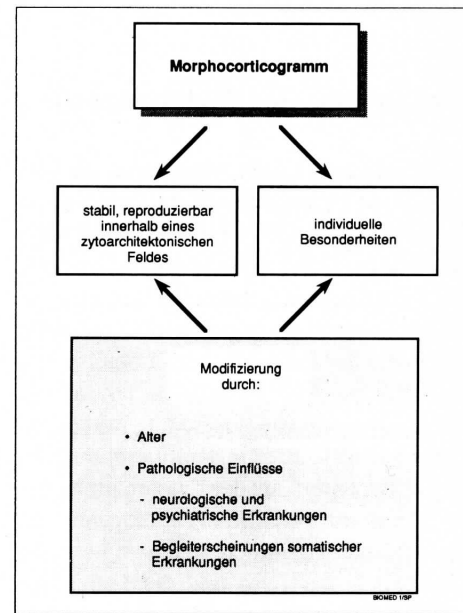 Morphocorticogramm
stabil, reproduzierbar
innerhalb eines
zytoarchitektonischen
Feldes
individuelle
Besonderheiten
Modifizierung
durch:
• Alter
• Pathologische Einflüsse
- neurologische und
psychiatrische Erkrankungen
- Begleiterscheinungen somatischer
Erkrankungen
BIOMED 1/SP